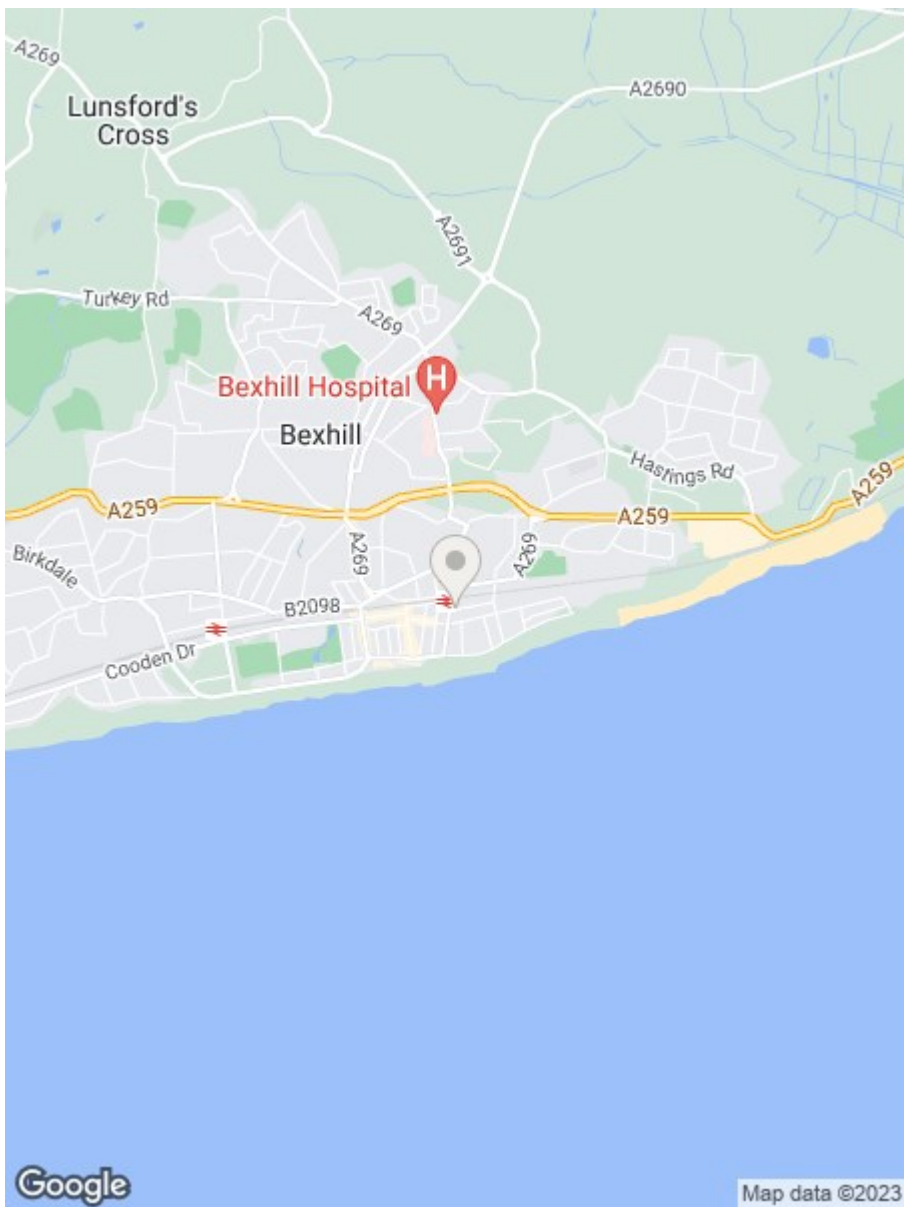 A269
A2690
Lunsford's
Cross
A2691
Turkey Rd
A269
Bexhill Hospital
H
Bexhill
Hastings Rd
A259
A259
A259
A269
A269
Birkdale
B2098
Cooden Dr
Google
Map data ©2023